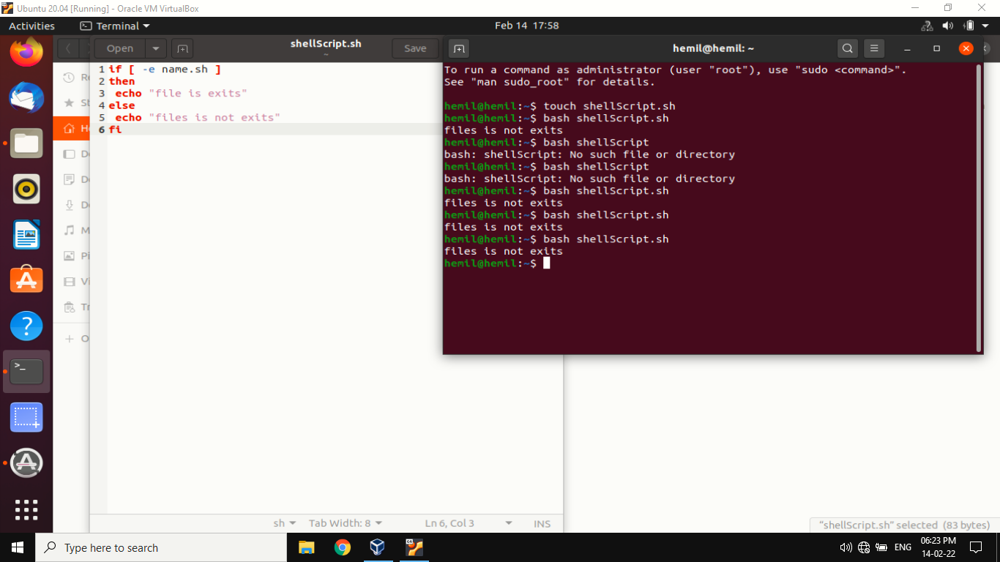 Ubuntu 20.04 [Running] - Oracle VM VirtualBox
Activities
Terminal
Feb 14 17:58
Open
shellScript.sh
~
Save
1 if [ -e name.sh ]
2 then
3 echo "file is exits"
4 else
5 echo "files is not exits"
6 fi
Re
St
Ho
De
Do
Do
M
Pi
Vi
Tr
O
sh
Tab Width: 8
Ln 6, Col 3
INS
hemil@hemil: ~
To run a command as administrator (user "root"), use "sudo <command>".
See "man sudo_root" for details.
hemil@hemil:~$ touch shellScript.sh
hemil@hemil:~$ bash shellScript.sh
files is not exits
hemil@hemil:~$ bash shellScript
bash: shellScript: No such file or directory
hemil@hemil:~$ bash shellScript
bash: shellScript: No such file or directory
hemil@hemil:~$ bash shellScript.sh
files is not exits
hemil@hemil:~$ bash shellScript.sh
files is not exits
hemil@hemil:~$ bash shellScript.sh
files is not exits
hemil@hemil:~$
"shellScript.sh" selected (83 bytes)
Type here to search
ENG
06:23 PM
14-02-22